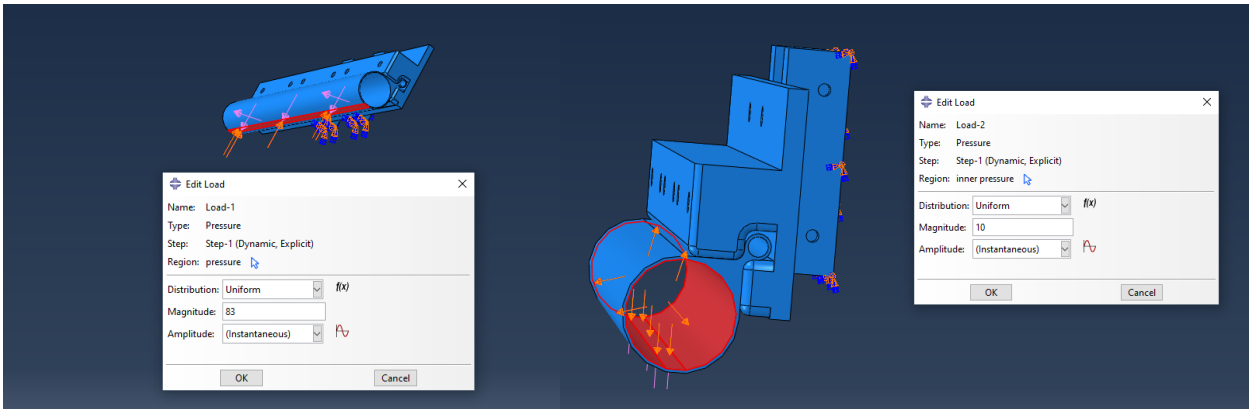 Edit Load
Name: Load-1
Type: Pressure
Step: Step-1 (Dynamic, Explicit)
Region: pressure
Distribution: Uniform f(x)
Magnitude: 83
Amplitude: (Instantaneous)
OK Cancel
Edit Load
Name: Load-2
Type: Pressure
Step: Step-1 (Dynamic, Explicit)
Region: inner pressure
Distribution: Uniform f(x)
Magnitude: 10
Amplitude: (Instantaneous)
OK Cancel